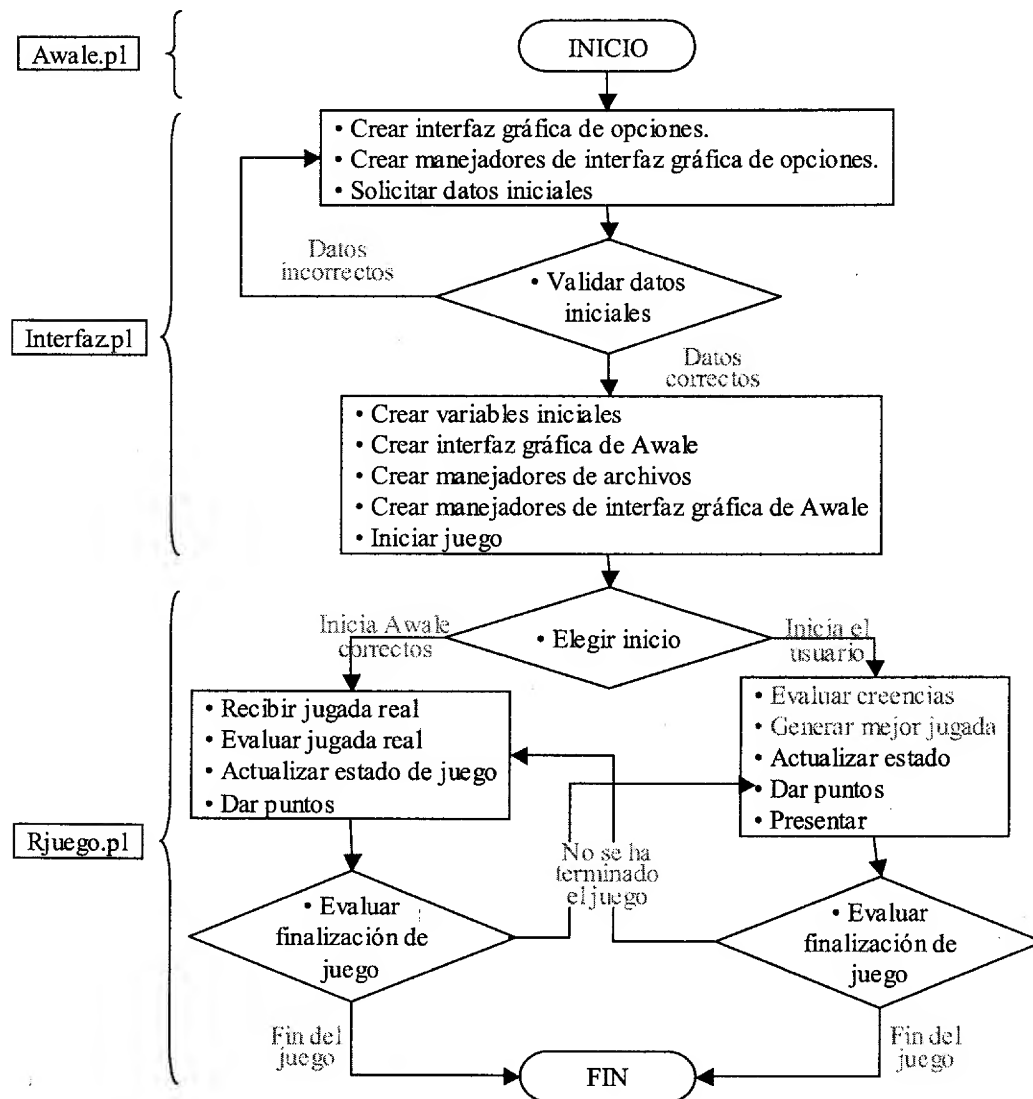 Awale.pl
INICIO
• Crear interfaz gráfica de opciones.
• Crear manejadores de interfaz gráfica de opciones.
• Solicitar datos iniciales
Datos
incorrectos
• Validar datos
iniciales
Interfaz.pl
Datos
correctos
• Crear variables iniciales
• Crear interfaz gráfica de Awale
• Crear manejadores de archivos
• Crear manejadores de interfaz gráfica de Awale
• Iniciar juego
Inicia Awale
correctos
• Elegir inicio
Inicia el
usuario
• Recibir jugada real
• Evaluar jugada real
• Actualizar estado de juego
• Dar puntos
• Evaluar creencias
• Generar mejor jugada
• Actualizar estado
• Dar puntos
• Presentar
Rjuego.pl
No se ha
terminado
el juego
• Evaluar
finalización de
juego
• Evaluar
finalización de
juego
Fin del
juego
FIN
Fin del
juego